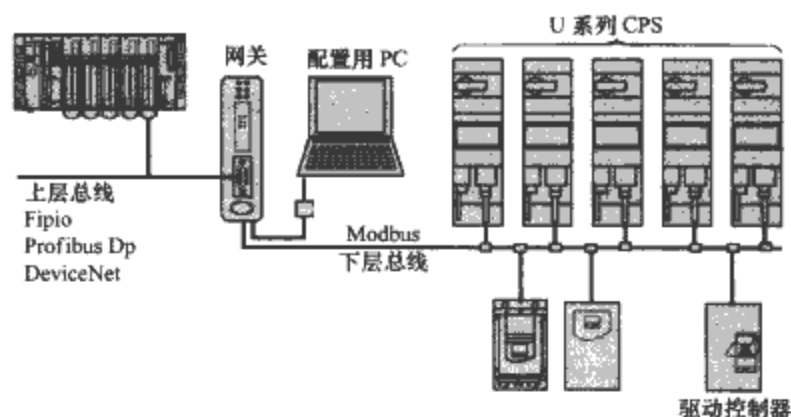 U 系列 CPS
网关
配置用 PC
上层总线
Fipio
Profibus Dp
DeviceNet
Modbus
下层总线
驱动控制器